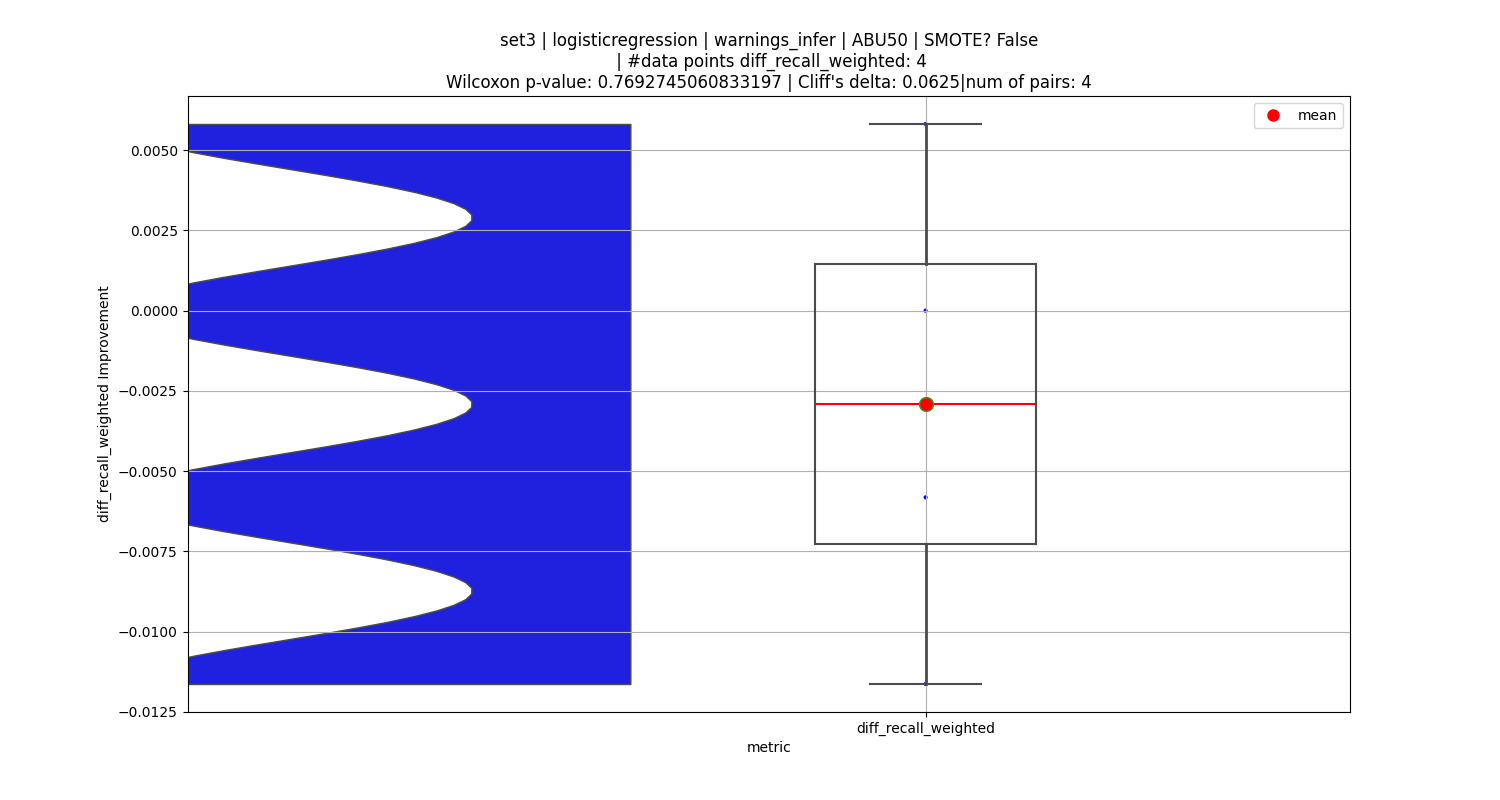 set3 | logisticregression | warnings_infer | ABU50 | SMOTE? False
| #data points diff_recall_weighted: 4
Wilcoxon p-value: 0.7692745060833197 | Cliff's delta: 0.0625|num of pairs: 4
mean
0.0050
0.0025
0.0000
−0.0025
−0.0050
−0.0075
−0.0100
−0.0125
diff_recall_weighted Improvement
diff_recall_weighted
metric